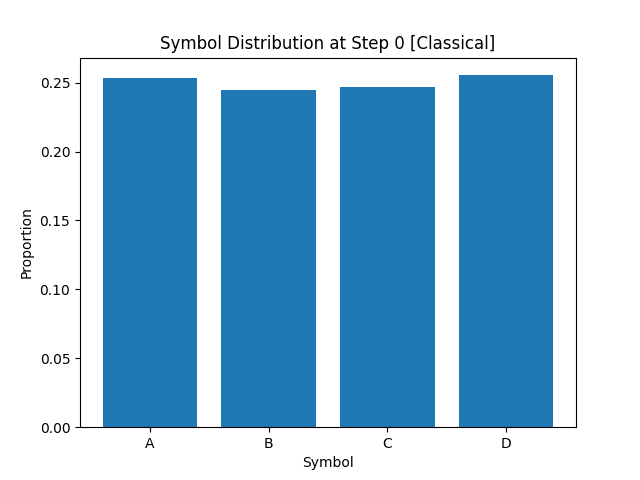 Symbol Distribution at Step 0 [Classical]
0.25
0.20
0.15
0.10
0.05
0.00
Proportion
A B C D
Symbol